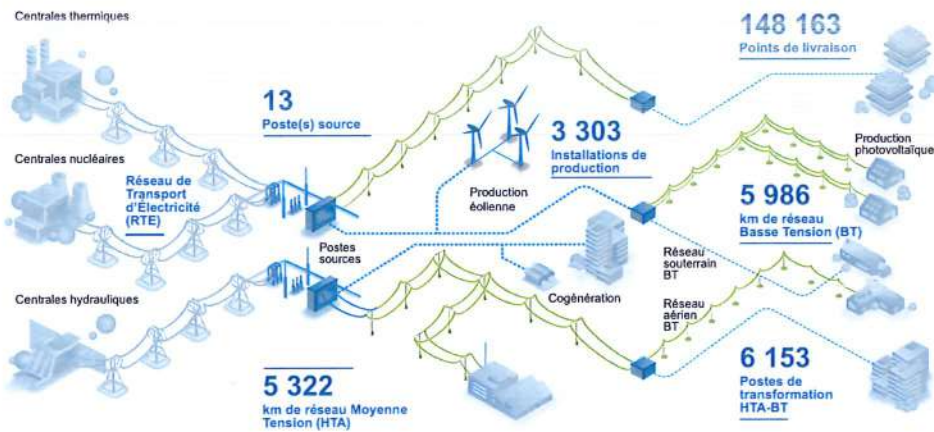 Centrales thermiques
148 163
Points de livraison
13
Poste(s) source
3 303
Installations de
production
Production
photovoltaïque
Centrales nucléaires
Réseau de
Transport
d'Électricité
(RTE)
Production
éolienne
5 986
km de réseau
Basse Tension (BT)
Postes
sources
Réseau
souterrain
BT
Centrales hydrauliques
Cogénération
Réseau
aérien
BT
5 322
km de réseau Moyenne
Tension (HTA)
6 153
Postes de
transformation
HTA-BT